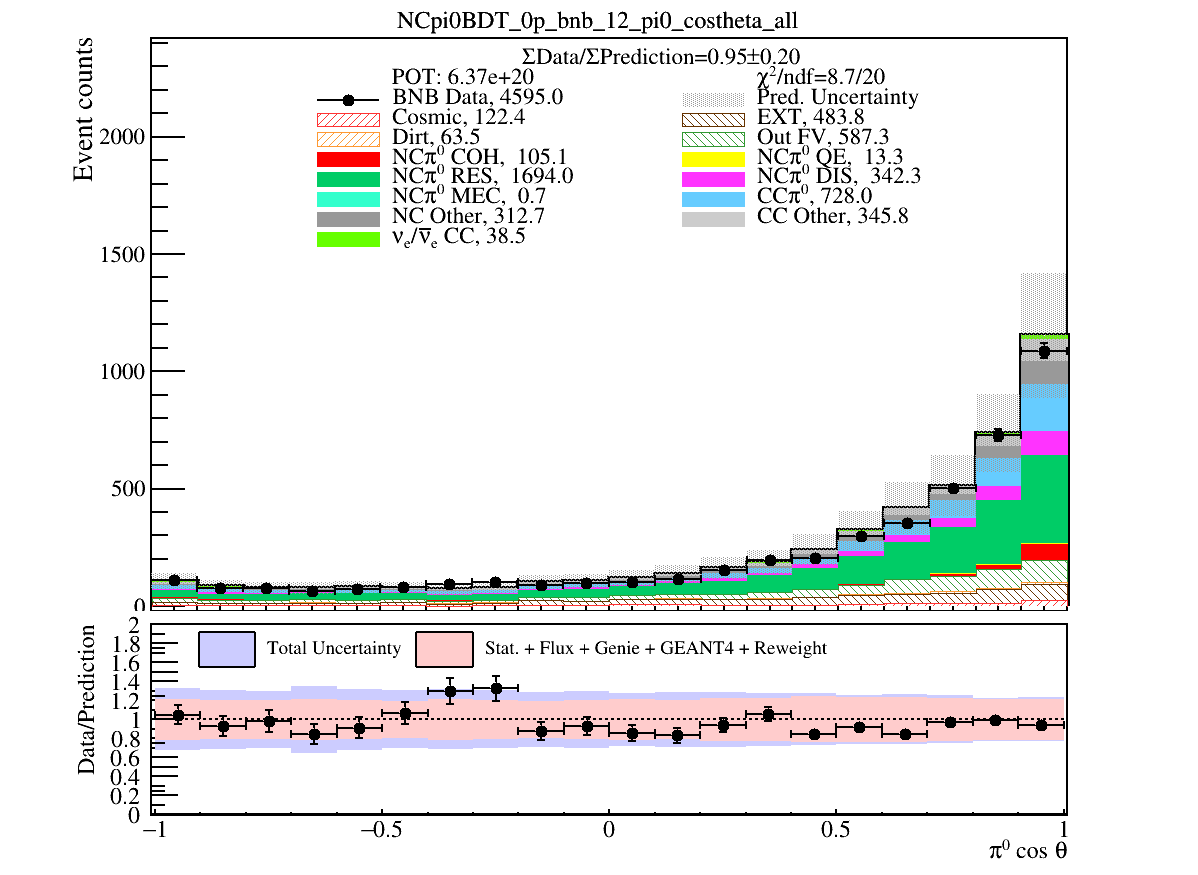 NCpi0BDT_0p_bnb_12_pi0_costheta_all
ΣData/ΣPrediction=0.95±0.20
POT: 6.37e+20
χ²/ndf=8.7/20
BNB Data, 4595.0
Pred. Uncertainty
Cosmic, 122.4
EXT, 483.8
Dirt, 63.5
Out FV, 587.3
NCπ⁰ COH, 105.1
NCπ⁰ QE, 13.3
NCπ⁰ RES, 1694.0
NCπ⁰ DIS, 342.3
NCπ⁰ MEC, 0.7
CCπ⁰, 728.0
NC Other, 312.7
CC Other, 345.8
νₑ/ν̅ₑ CC, 38.5
Event counts
2000
1500
1000
500
0
Total Uncertainty
Stat. + Flux + Genie + GEANT4 + Reweight
Data/Prediction
2
1.8
1.6
1.4
1.2
1
0.8
0.6
0.4
0.2
0
−1
−0.5
0
0.5
1
π⁰ cos θ